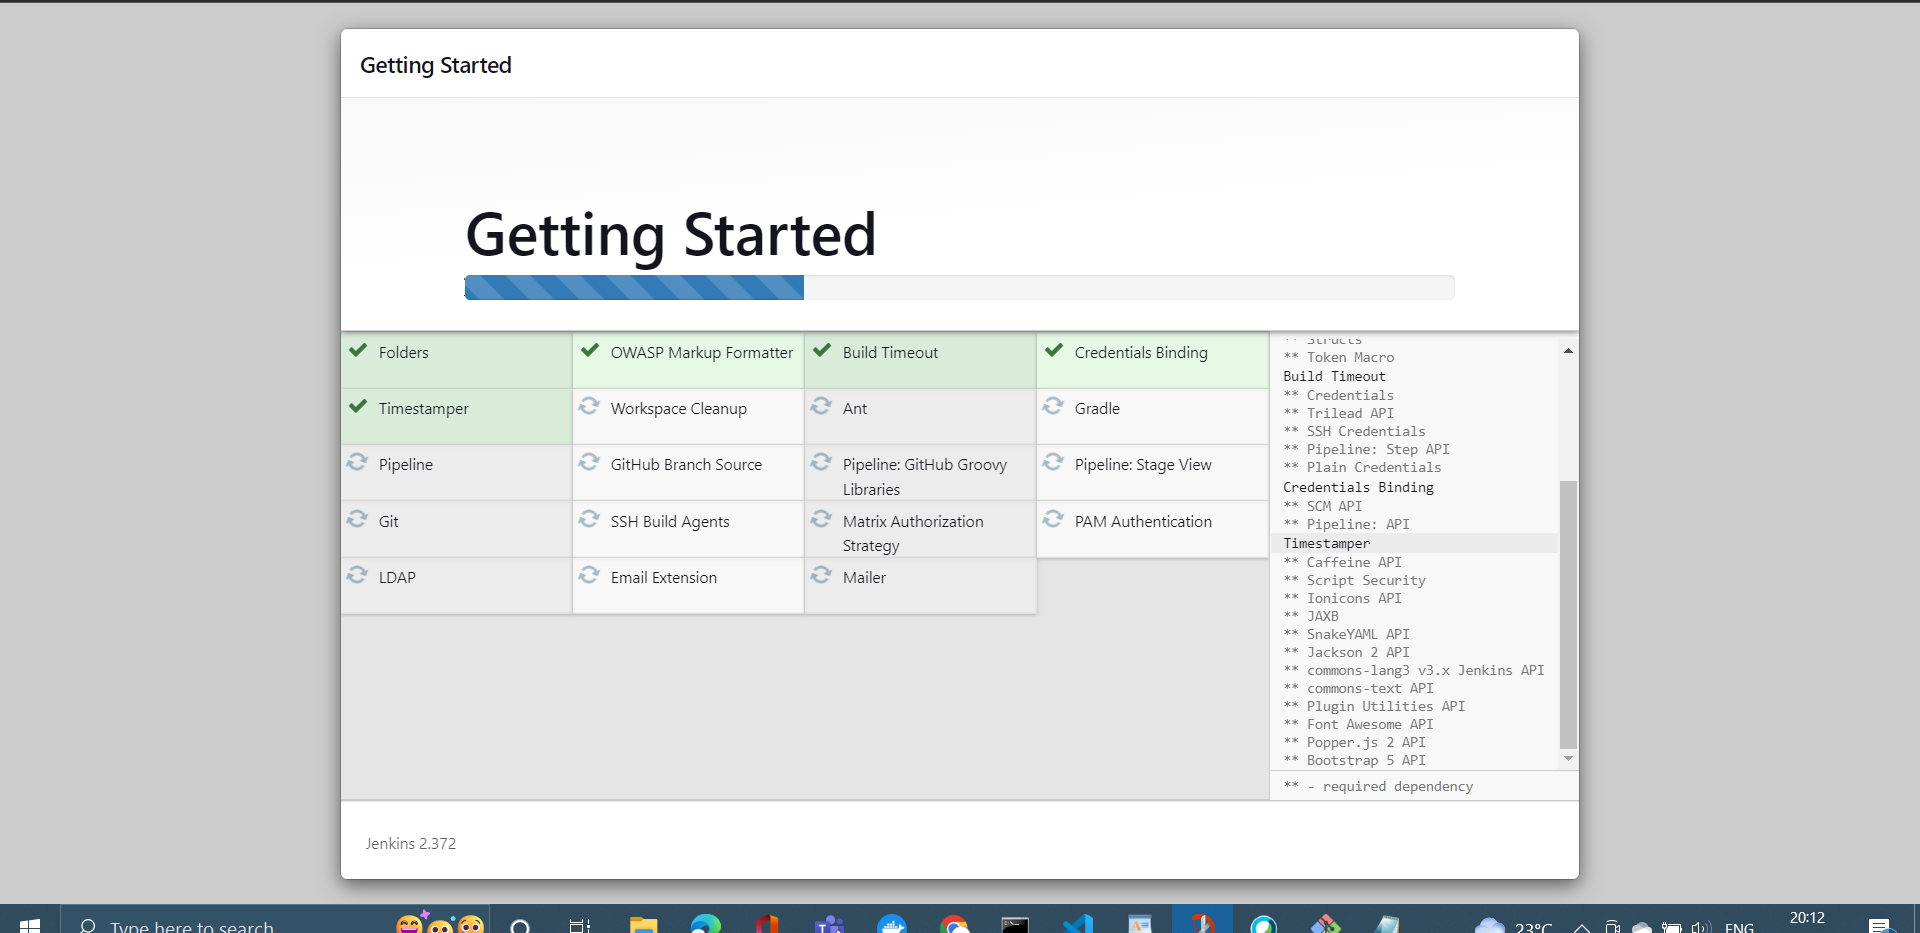 Getting Started
Getting Started
Folders
OWASP Markup Formatter
Build Timeout
Credentials Binding
Timestamper
Workspace Cleanup
Ant
Gradle
Pipeline
GitHub Branch Source
Pipeline: GitHub Groovy
Libraries
Pipeline: Stage View
Git
SSH Build Agents
Matrix Authorization
Strategy
PAM Authentication
LDAP
Email Extension
Mailer
** Structs
** Token Macro
Build Timeout
** Credentials
** Trilead API
** SSH Credentials
** Pipeline: Step API
** Plain Credentials
Credentials Binding
** SCM API
** Pipeline: API
Timestamper
** Caffeine API
** Script Security
** Ionicons API
** JAXB
** SnakeYAML API
** Jackson 2 API
** commons-lang3 v3.x Jenkins API
** commons-text API
** Plugin Utilities API
** Font Awesome API
** Popper.js 2 API
** Bootstrap 5 API
** - required dependency
Jenkins 2.372
Type here to search
23°C
ENG
20:12